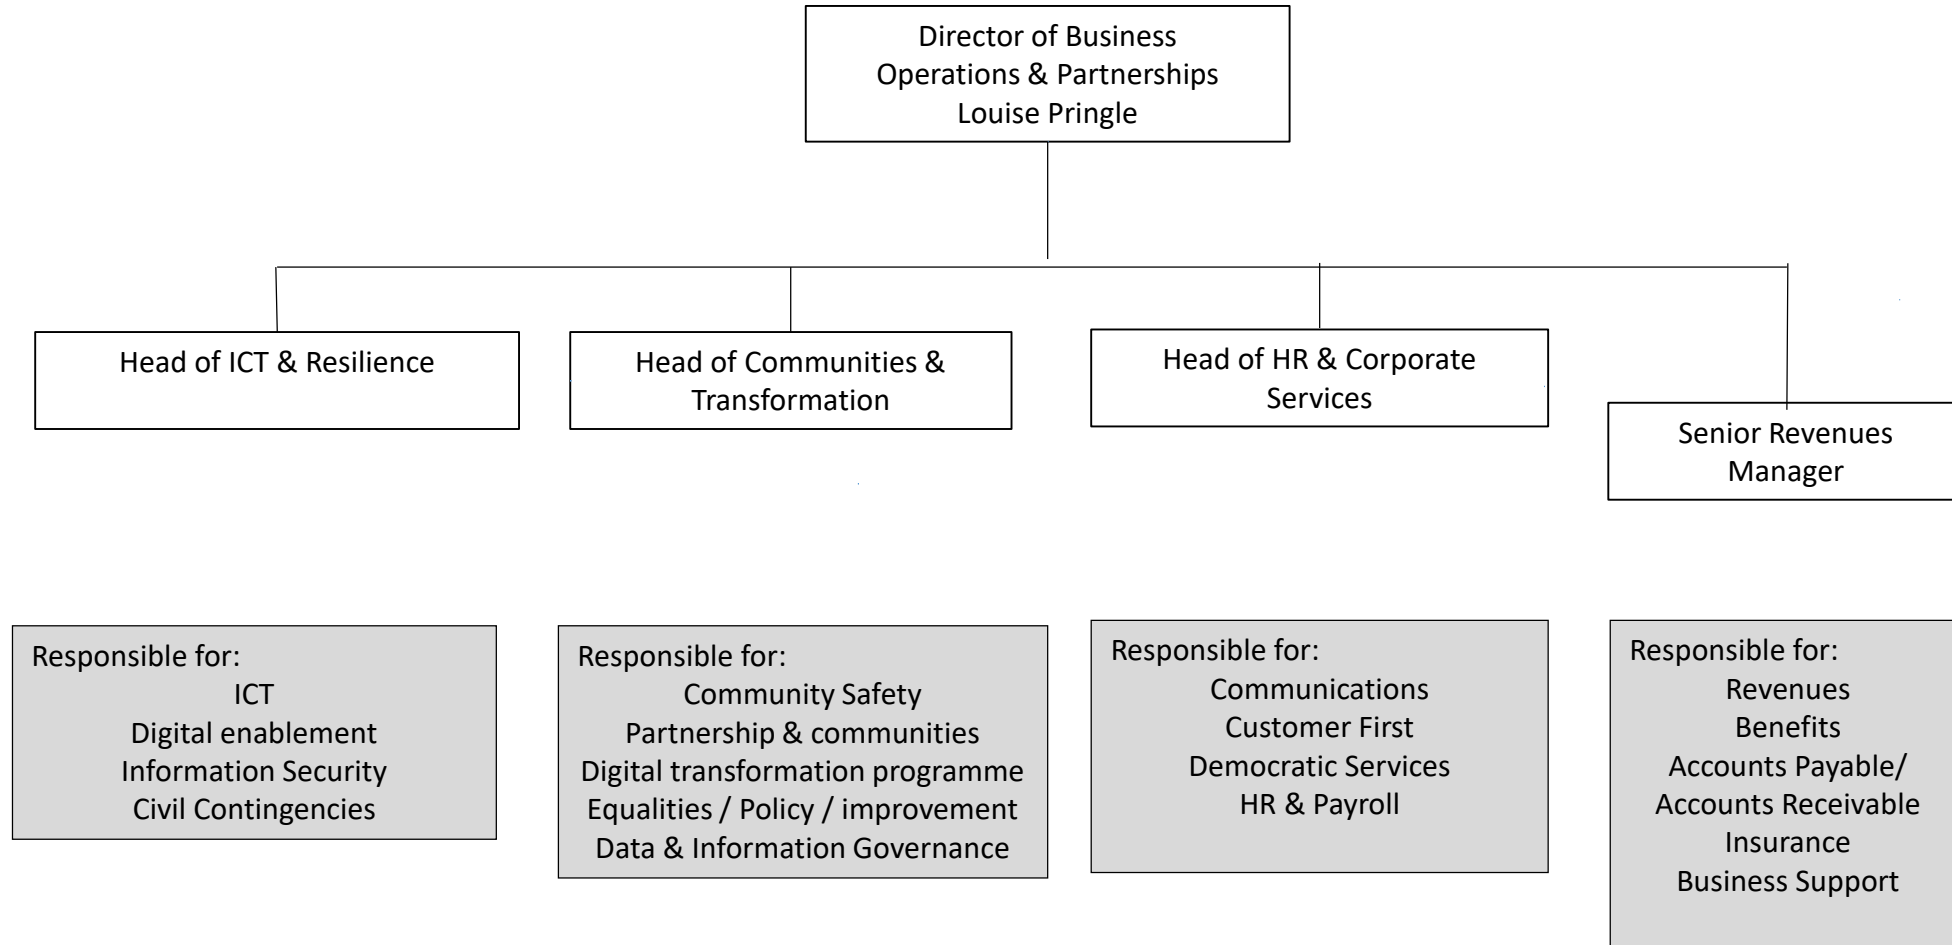 Director of Business
Operations & Partnerships
Louise Pringle
Head of ICT & Resilience
Head of Communities &
Transformation
Head of HR & Corporate
Services
Senior Revenues
Manager
Responsible for:
ICT
Digital enablement
Information Security
Civil Contingencies
Responsible for:
Community Safety
Partnership & communities
Digital transformation programme
Equalities / Policy / improvement
Data & Information Governance
Responsible for:
Communications
Customer First
Democratic Services
HR & Payroll
Responsible for:
Revenues
Benefits
Accounts Payable/
Accounts Receivable
Insurance
Business Support